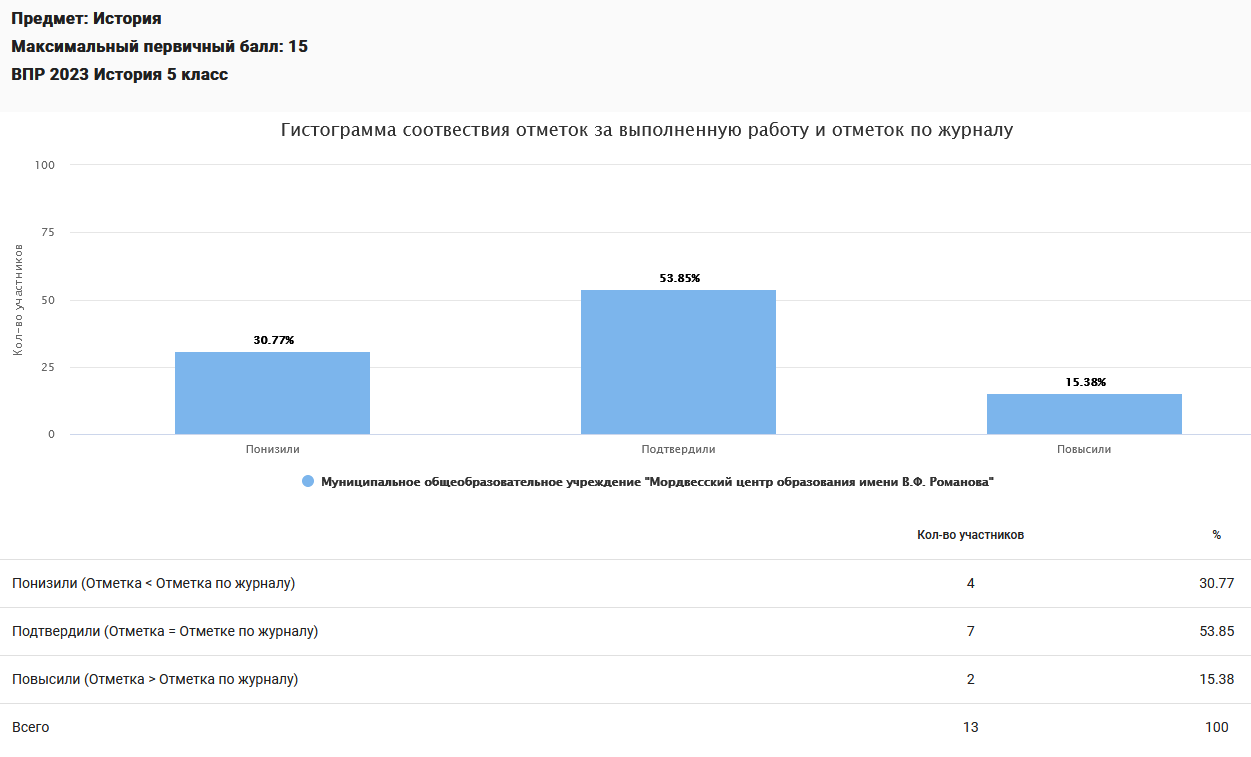 Предмет: История
Максимальный первичный балл: 15
ВПР 2023 История 5 класс
Гистограмма соотвествия отметок за выполненную работу и отметок по журналу
Кол-во участников
100
75
50
25
0
30.77%
53.85%
15.38%
Понизили
Подтвердили
Повысили
Муниципальное общеобразовательное учреждение "Мордвесский центр образования имени В.Ф. Романова"
Кол-во участников %
Понизили (Отметка < Отметка по журналу) 4 30.77
Подтвердили (Отметка = Отметке по журналу) 7 53.85
Повысили (Отметка > Отметка по журналу) 2 15.38
Всего 13 100